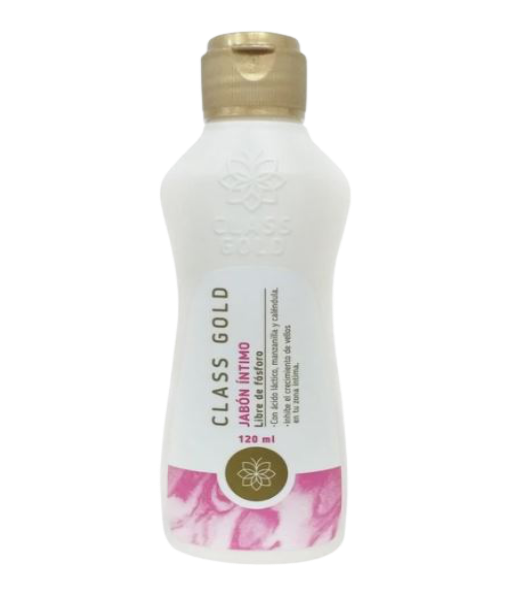 CLASS
GOLD
CLASS GOLD
JABÓN ÍNTIMO
Libre de fósforo
·Con ácido láctico, manzanilla y caléndula.
·Inhibe el crecimiento de vellos
en tu zona íntima.
120 ml